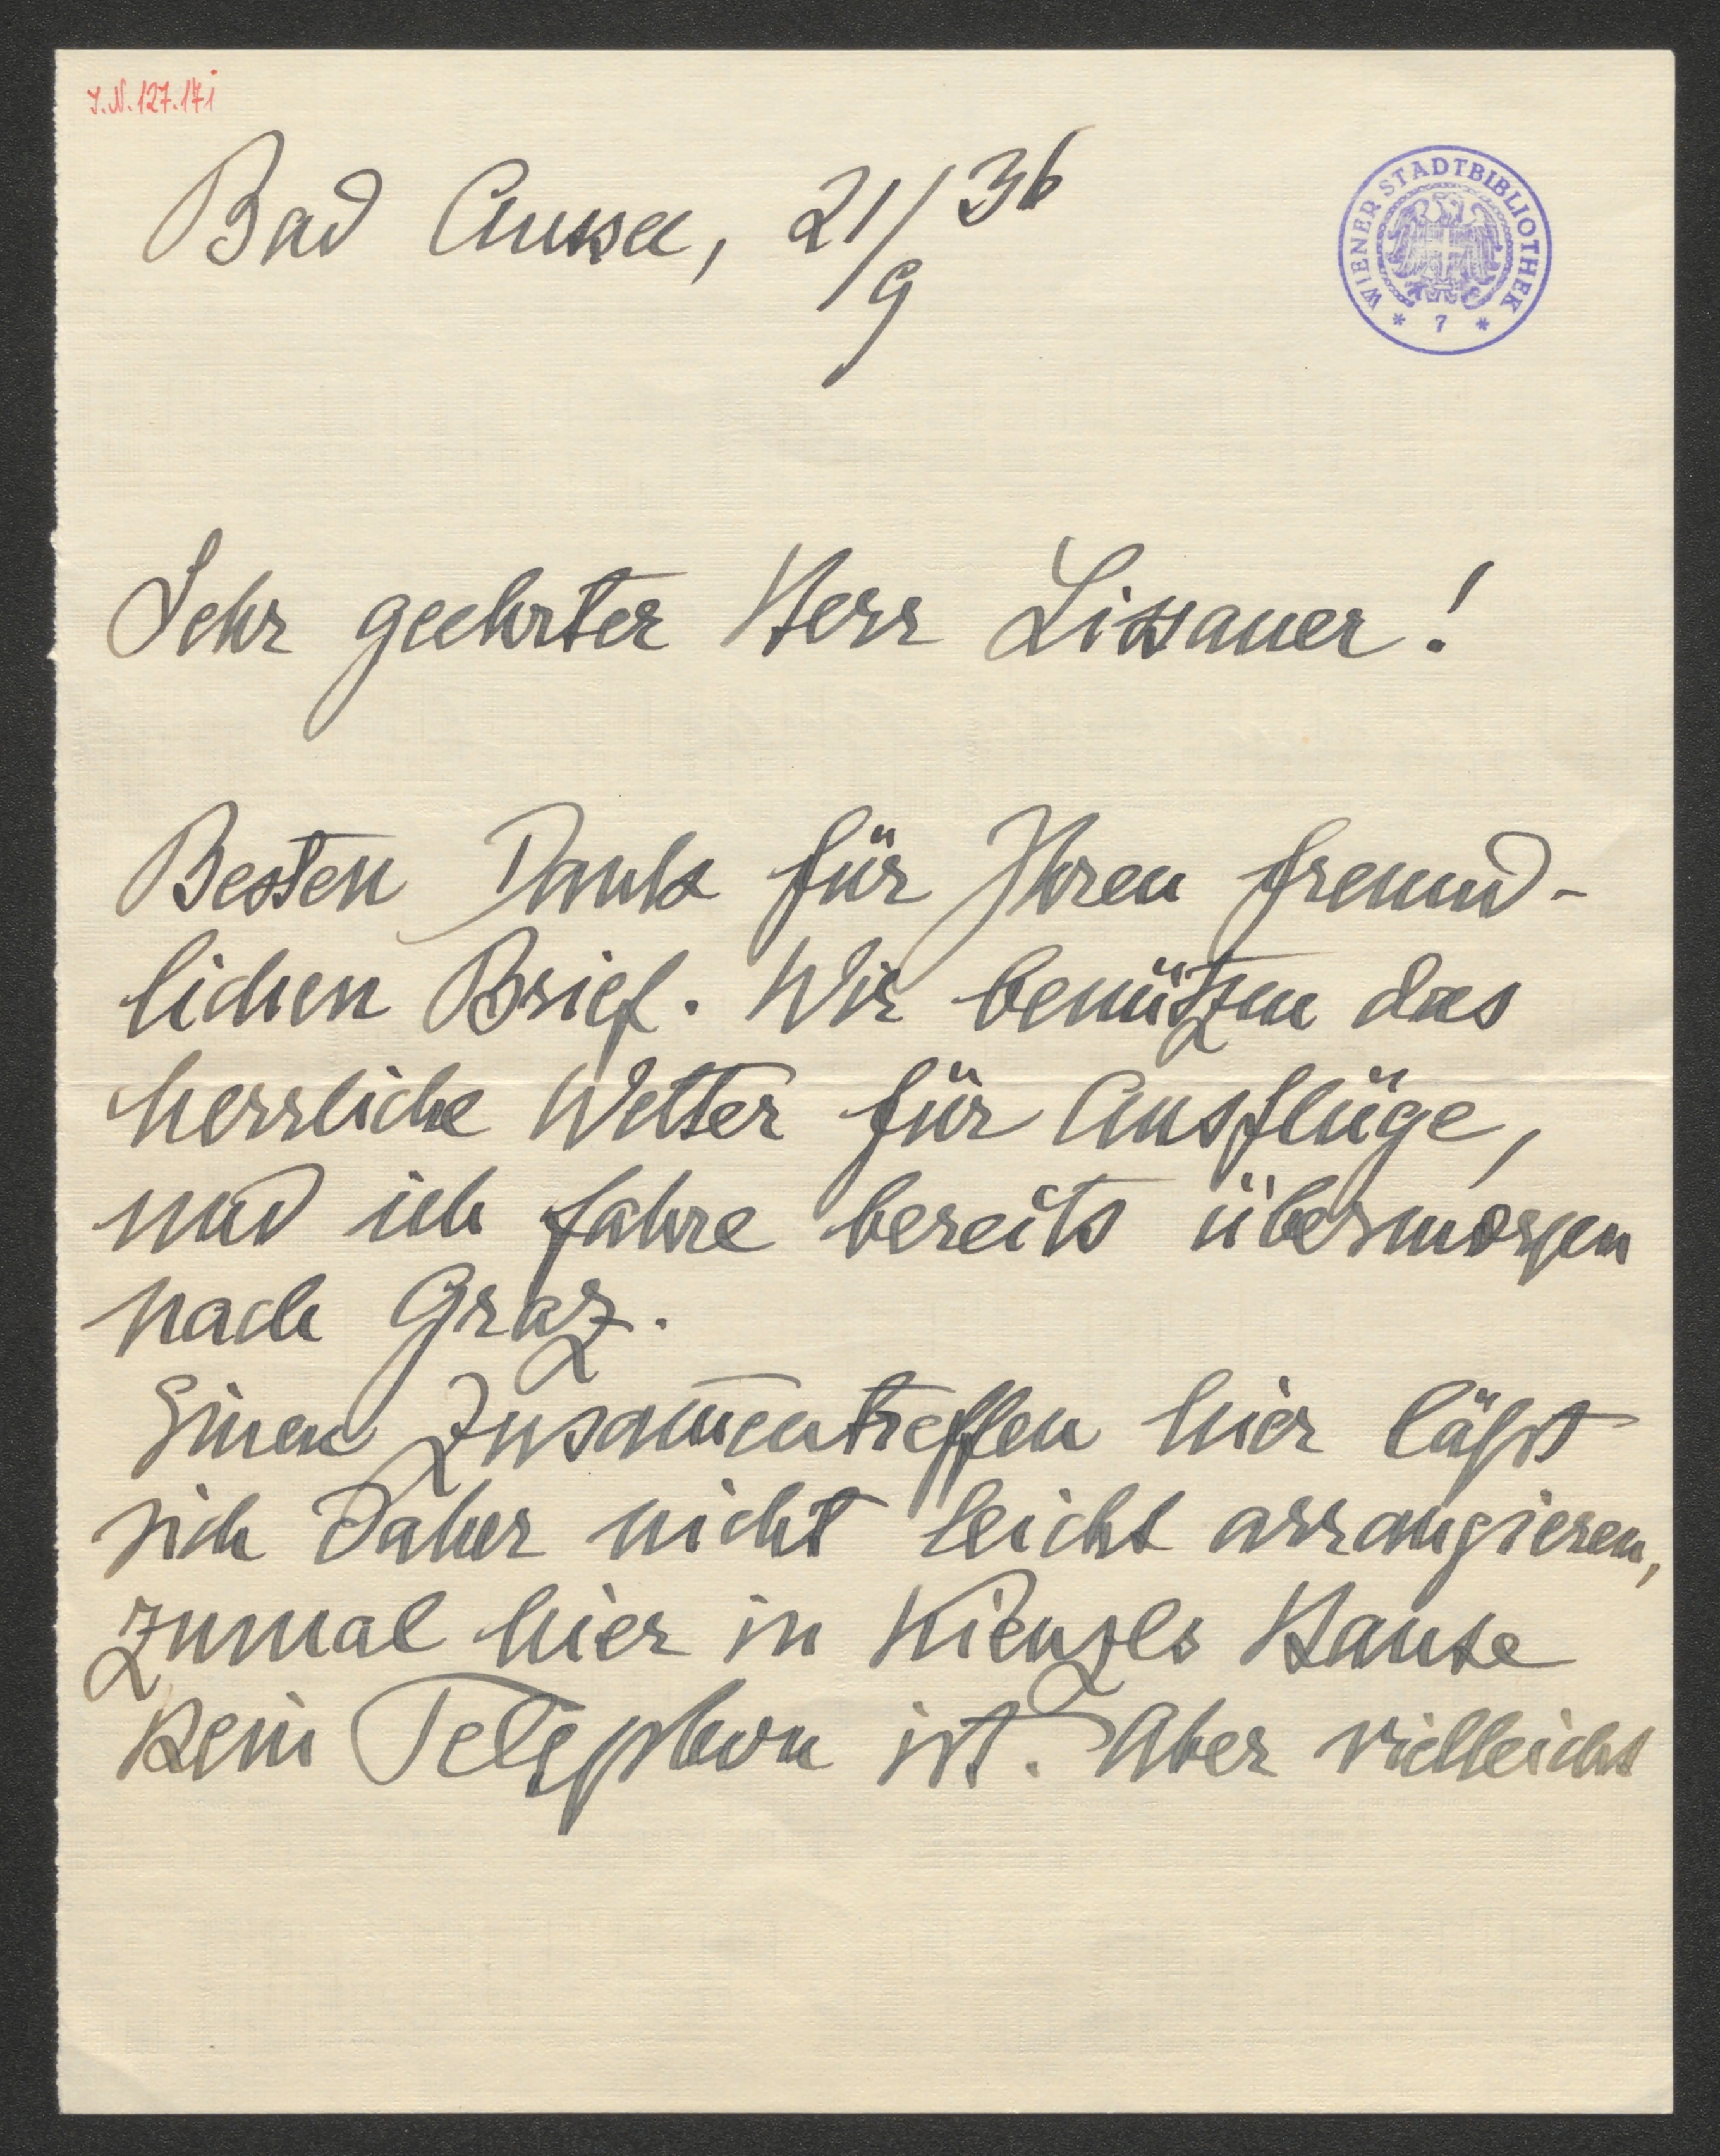 J.N. 127.171
Bad Aussee, 21/9 36
WIENER STADTBIBLIOTHEK
* 7 *
Sehr geehrter Herr Lissauer!
Besten Dank für Ihren freund-
lichen Brief. Wir benützen das
herrliche Wetter für Ausflüge,
und ich fahre bereits übermorgen
nach Graz.
Einen Zusam̅entreffen hier läßt
sich daher nicht leicht arrangieren,
zumal hier in Kienzls Hause
kein Telephon ist. Aber vielleicht